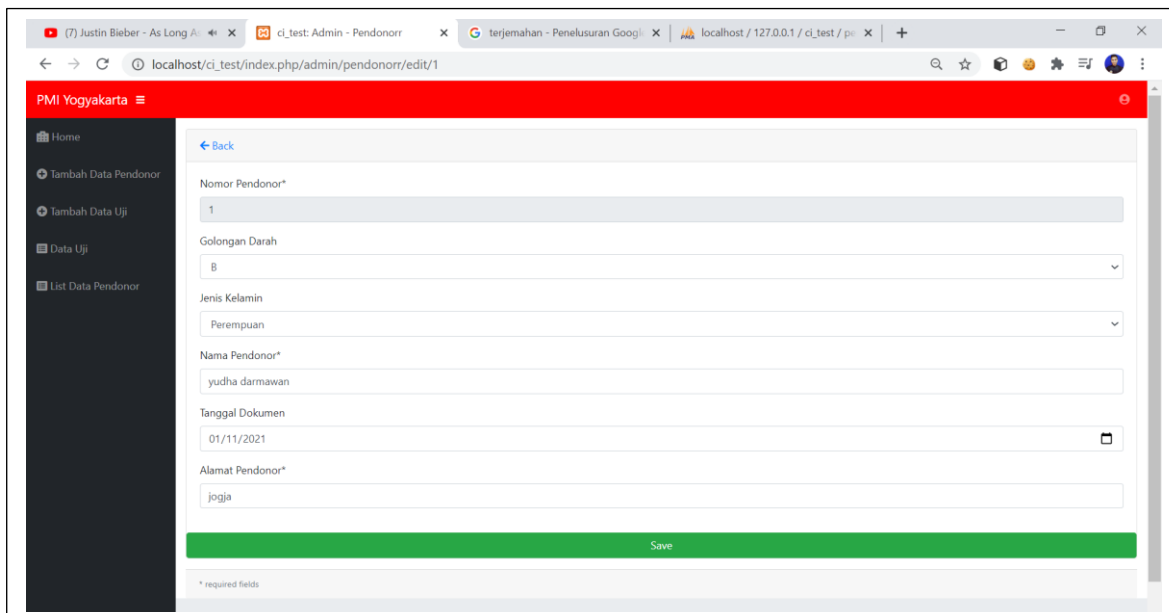 (7) Justin Bieber - As Long A
ci_test: Admin - Pendonorr
terjemahan - Penelusuran Googl
localhost / 127.0.0.1 / ci_test / pe
localhost/ci_test/index.php/admin/pendonorr/edit/1
PMI Yogyakarta
Home
Tambah Data Pendonor
Tambah Data Uji
Data Uji
List Data Pendonor
Back
Nomor Pendonor*
1
Golongan Darah
B
Jenis Kelamin
Perempuan
Nama Pendonor*
yudha darmawan
Tanggal Dokumen
01/11/2021
Alamat Pendonor*
jogja
Save
* required fields